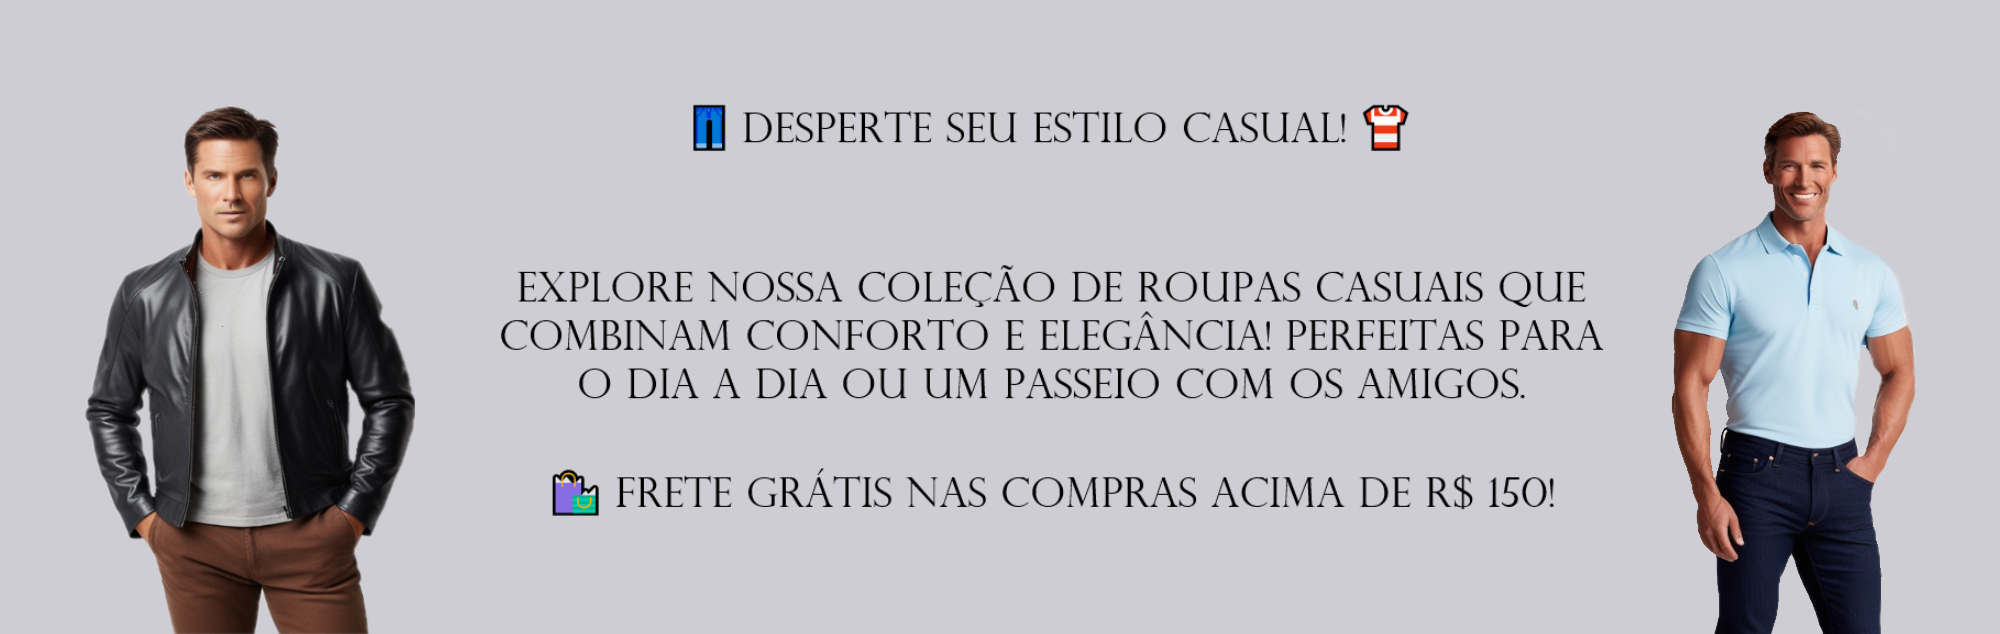 👖 DESPERTE SEU ESTILO CASUAL! 👕
EXPLORE NOSSA COLEÇÃO DE ROUPAS CASUAIS QUE
COMBINAM CONFORTO E ELEGÂNCIA! PERFEITAS PARA
O DIA A DIA OU UM PASSEIO COM OS AMIGOS.
🛍️ FRETE GRÁTIS NAS COMPRAS ACIMA DE R$ 150!